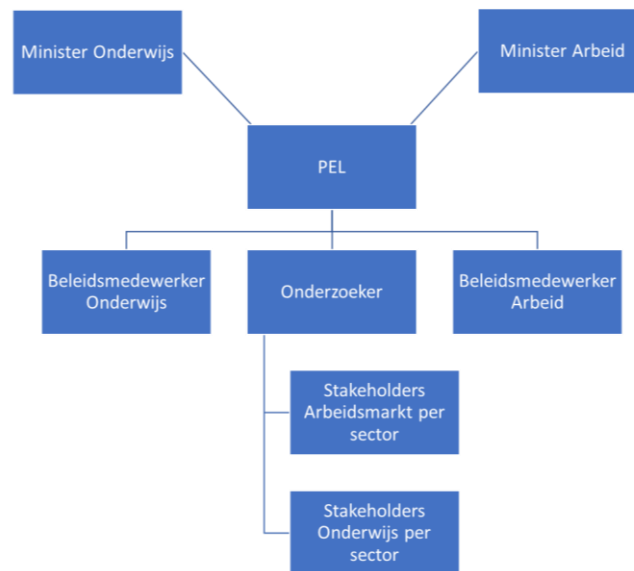 Minister Onderwijs
Minister Arbeid
PEL
Beleidsmedewerker
Onderwijs
Onderzoeker
Beleidsmedewerker
Arbeid
Stakeholders
Arbeidsmarkt per
sector
Stakeholders
Onderwijs per
sector